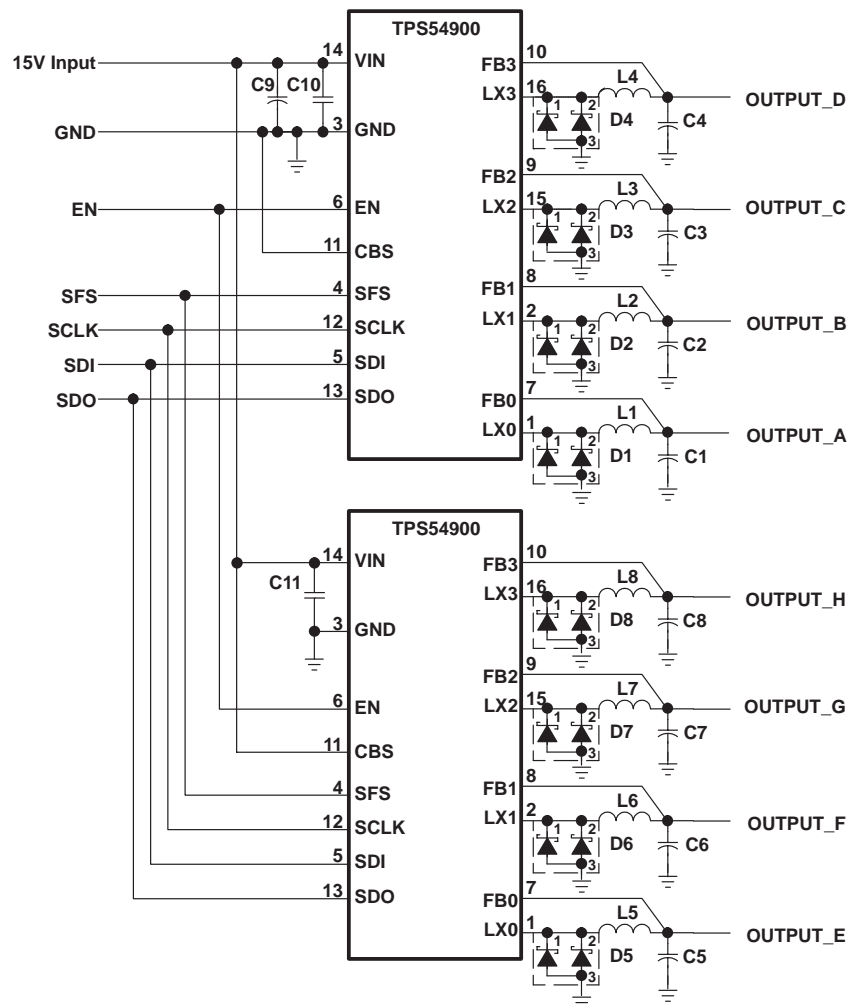 TPS54900
15V Input
14
VIN
C9
C10
FB3
10
LX3
16
1
2
3
D4
L4
C4
OUTPUT_D
GND
3
GND
FB2
9
LX2
15
1
2
3
D3
L3
C3
OUTPUT_C
EN
6
EN
11
CBS
SFS
4
SFS
FB1
8
LX1
2
1
2
3
D2
L2
C2
OUTPUT_B
SCLK
12
SCLK
SDI
5
SDI
SDO
13
SDO
FB0
7
LX0
1
1
2
3
D1
L1
C1
OUTPUT_A
TPS54900
14
VIN
C11
3
GND
FB3
10
LX3
16
1
2
3
D8
L8
C8
OUTPUT_H
6
EN
11
CBS
FB2
9
LX2
15
1
2
3
D7
L7
C7
OUTPUT_G
4
SFS
12
SCLK
5
SDI
13
SDO
FB1
8
LX1
2
1
2
3
D6
L6
C6
OUTPUT_F
FB0
7
LX0
1
1
2
3
D5
L5
C5
OUTPUT_E